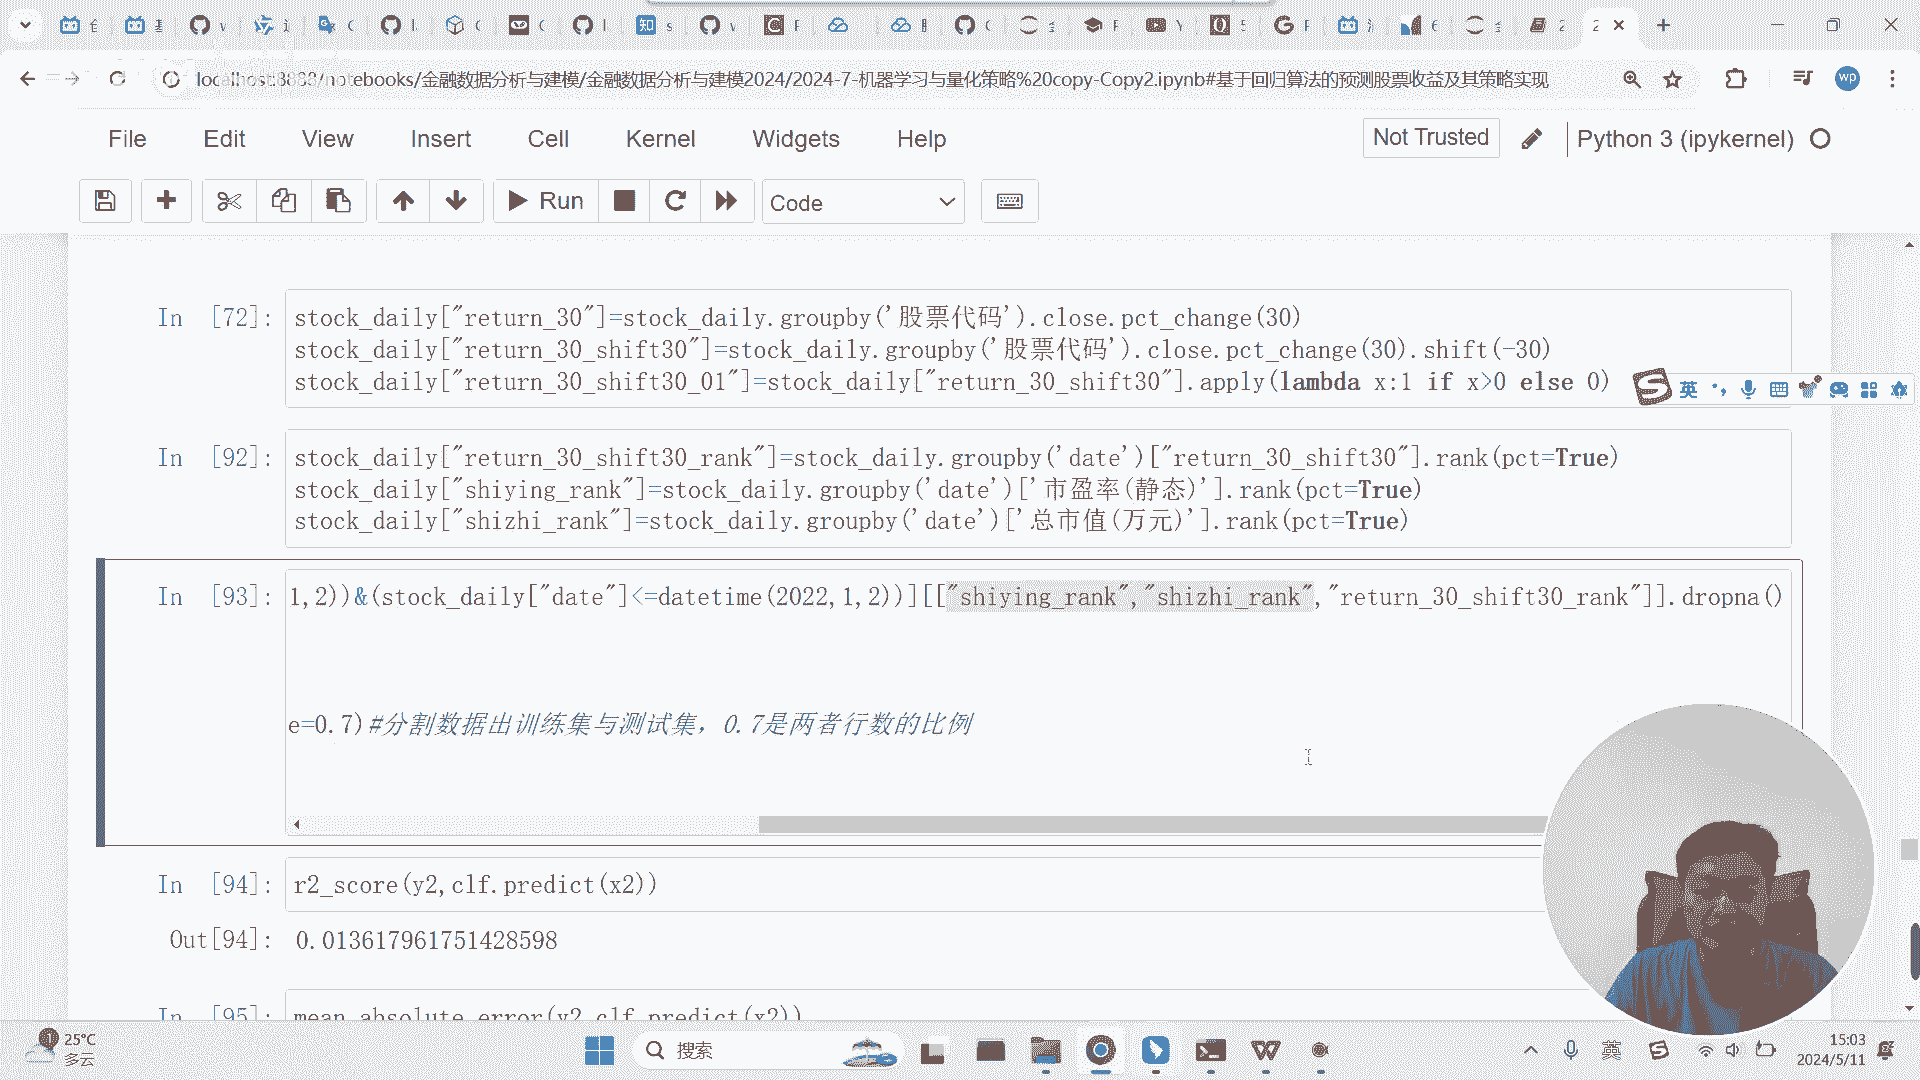 localhost:8888/notebooks/金融数据分析与建模/金融数据分析与建模2024/2024-7-机器学习与量化策略%20copy-Copy2.ipynb#基于回归算法的预测股票收益及其策略实现
wp
File Edit View Insert Cell Kernel Widgets Help
Not Trusted
Python 3 (ipykernel)
Run
Code
In [72]:
stock_daily["return_30"]=stock_daily.groupby('股票代码').close.pct_change(30)
stock_daily["return_30_shift30"]=stock_daily.groupby('股票代码').close.pct_change(30).shift(-30)
stock_daily["return_30_shift30_01"]=stock_daily["return_30_shift30"].apply(lambda x:1 if x>0 else 0)
英
In [92]:
stock_daily["return_30_shift30_rank"]=stock_daily.groupby('date')["return_30_shift30"].rank(pct=True)
stock_daily["shiying_rank"]=stock_daily.groupby('date')['市盈率(静态)'].rank(pct=True)
stock_daily["shizhi_rank"]=stock_daily.groupby('date')['总市值(万元)'].rank(pct=True)
In [93]:
1,2))&(stock_daily["date"]<=datetime(2022,1,2))][["shiying_rank","shizhi_rank","return_30_shift30_rank"]].dropna()
e=0.7)#分割数据出训练集与测试集，0.7是两者行数的比例
In [94]:
r2_score(y2,clf.predict(x2))
Out[94]:
0.013617961751428598
In [95]:
mean_absolute_error(y2,clf.predict(x2))
25°C
多云
搜索
英
15:03
2024/5/11